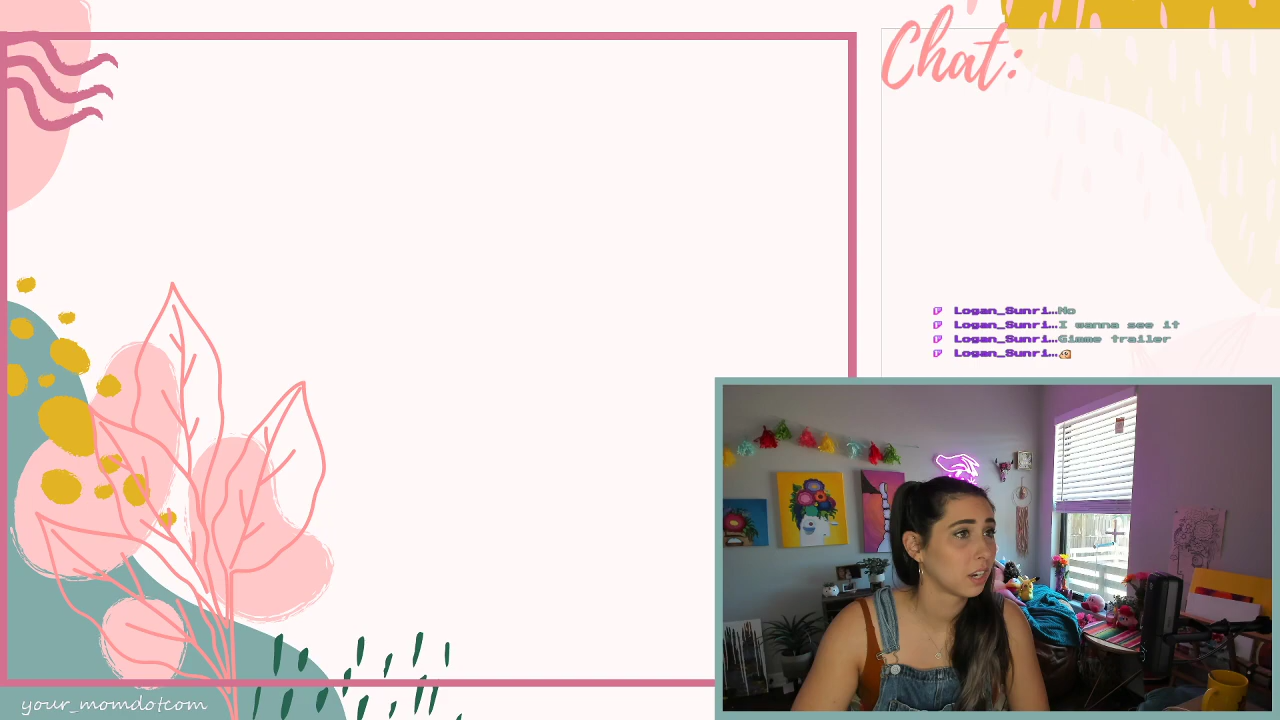 Chat:
Logan_Sunri...No
Logan_Sunri...I wanna see it
Logan_Sunri...Gimme trailer
Logan_Sunri...
your_momdotcom